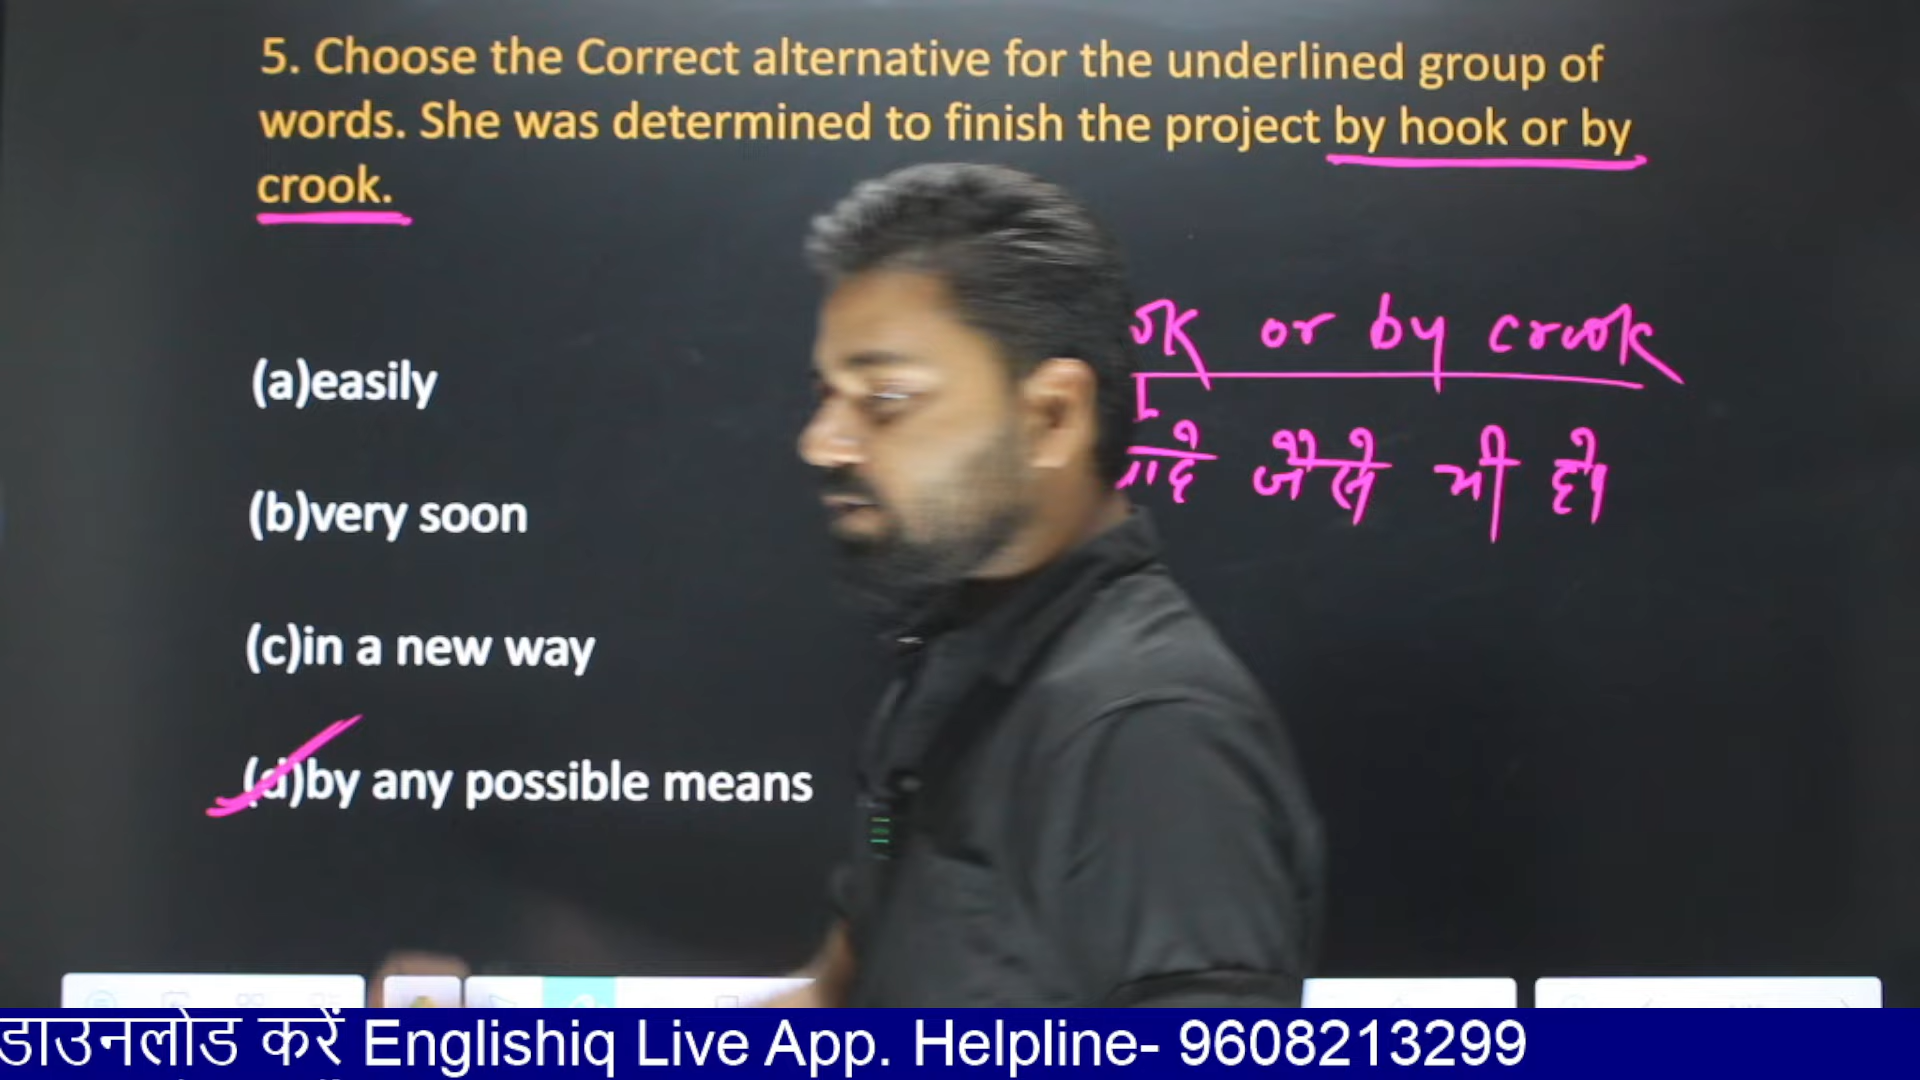 5. Choose the Correct alternative for the underlined group of
words. She was determined to finish the project by hook or by
crook.
or by crook
जैसे भी हो
(a)easily
(b)very soon
(c)in a new way
(d)by any possible means
डाउनलोड करें Englishiq Live App. Helpline- 9608213299